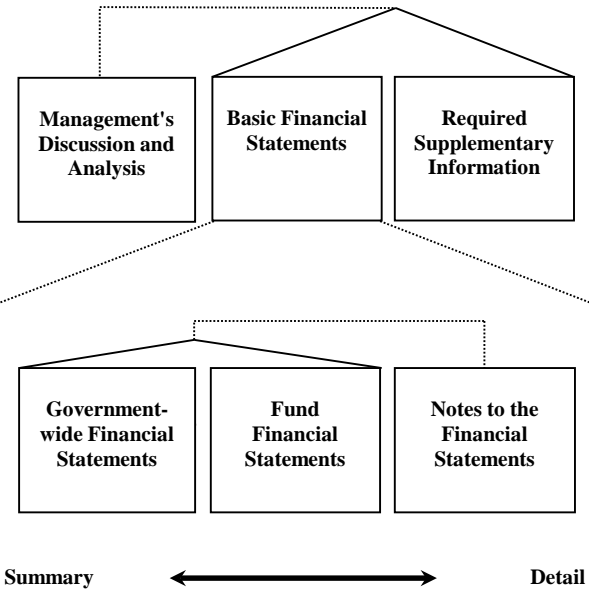 Management's
Discussion and
Analysis
Basic Financial
Statements
Required
Supplementary
Information
Government-
wide Financial
Statements
Fund
Financial
Statements
Notes to the
Financial
Statements
Summary
Detail